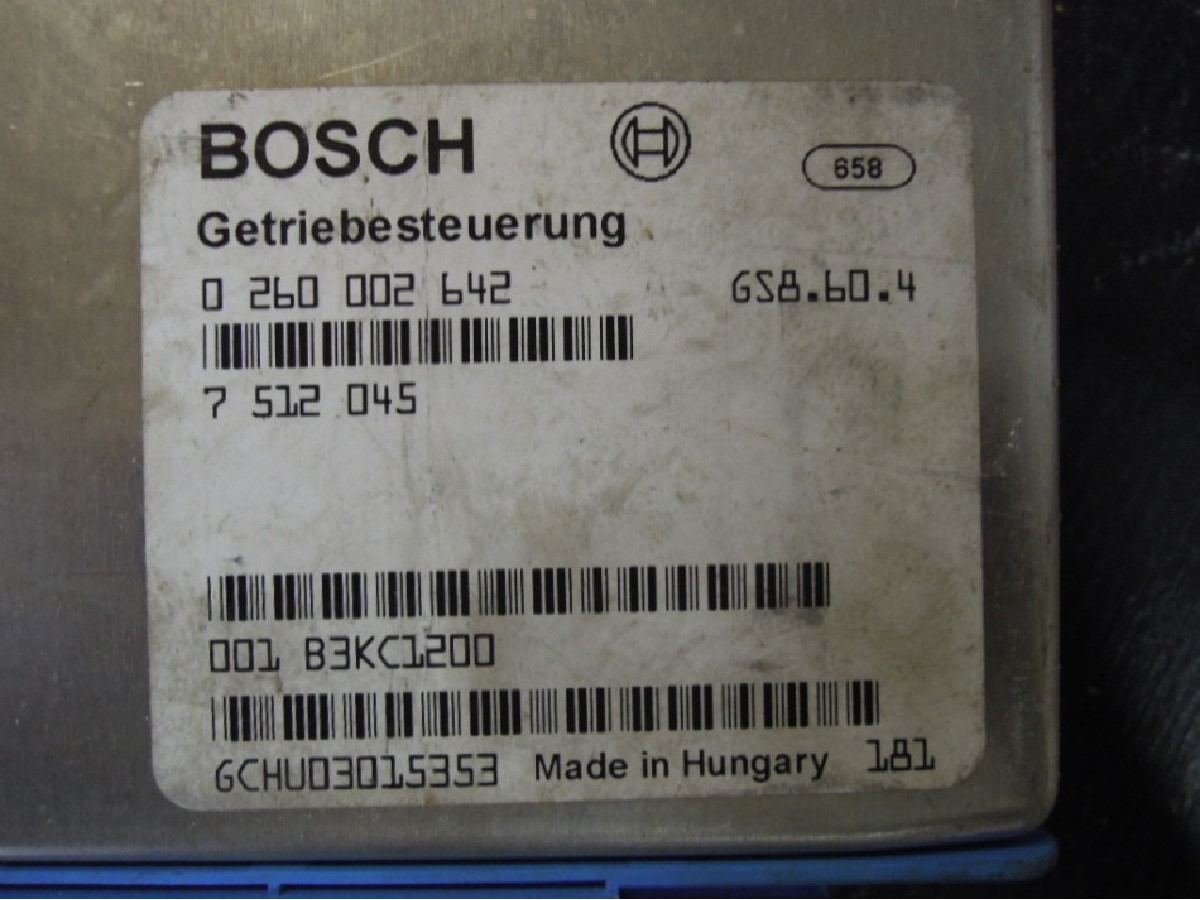 BOSCH
658
Getriebesteuerung
0 260 002 642 GS8.60.4
7 512 045
001 B3KC1200
GCHU03015353 Made in Hungary 181